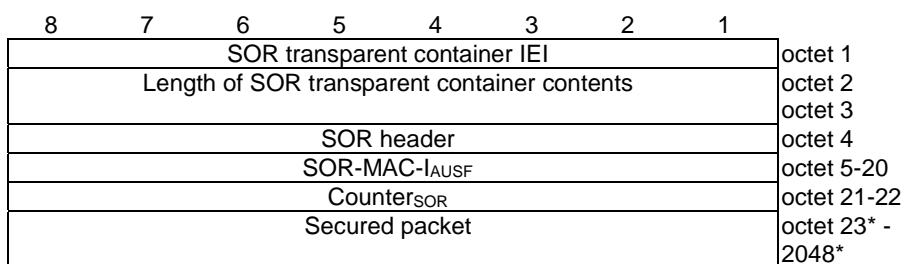 8 7 6 5 4 3 2 1
SOR transparent container IEI octet 1
Length of SOR transparent container contents octet 2
octet 3
SOR header octet 4
SOR-MAC-IAUSF octet 5-20
CounterSOR octet 21-22
Secured packet octet 23* -
2048*